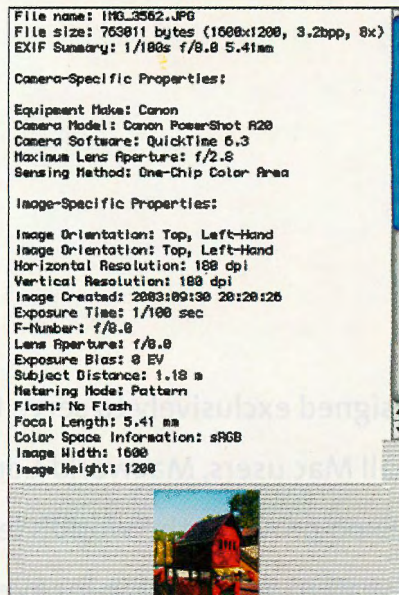 File name: IMG_3562.JPG
File size: 763011 bytes (1600x1200, 3.2bpp, 8x)
EXIF Summary: 1/100s f/8.0 5.41mm
Camera-Specific Properties:
Equipment Make: Canon
Camera Model: Canon PowerShot A20
Camera Software: QuickTime 6.3
Maximum Lens Aperture: f/2.8
Sensing Method: One-Chip Color Area
Image-Specific Properties:
Image Orientation: Top, Left-Hand
Image Orientation: Top, Left-Hand
Horizontal Resolution: 180 dpi
Vertical Resolution: 180 dpi
Image Created: 2003:09:30 20:20:26
Exposure Time: 1/100 sec
F-Number: f/8.0
Lens Aperture: f/8.0
Exposure Bias: 0 EV
Subject Distance: 1.18 m
Metering Mode: Pattern
Flash: No Flash
Focal Length: 5.41 mm
Color Space Information: sRGB
Image Width: 1600
Image Height: 1200
signed exclusively
ll Mac users. Ma